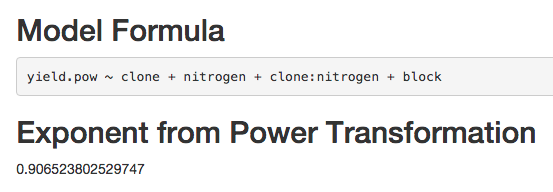 Model Formula
yield.pow ~ clone + nitrogen + clone:nitrogen + block
Exponent from Power Transformation
0.906523802529747